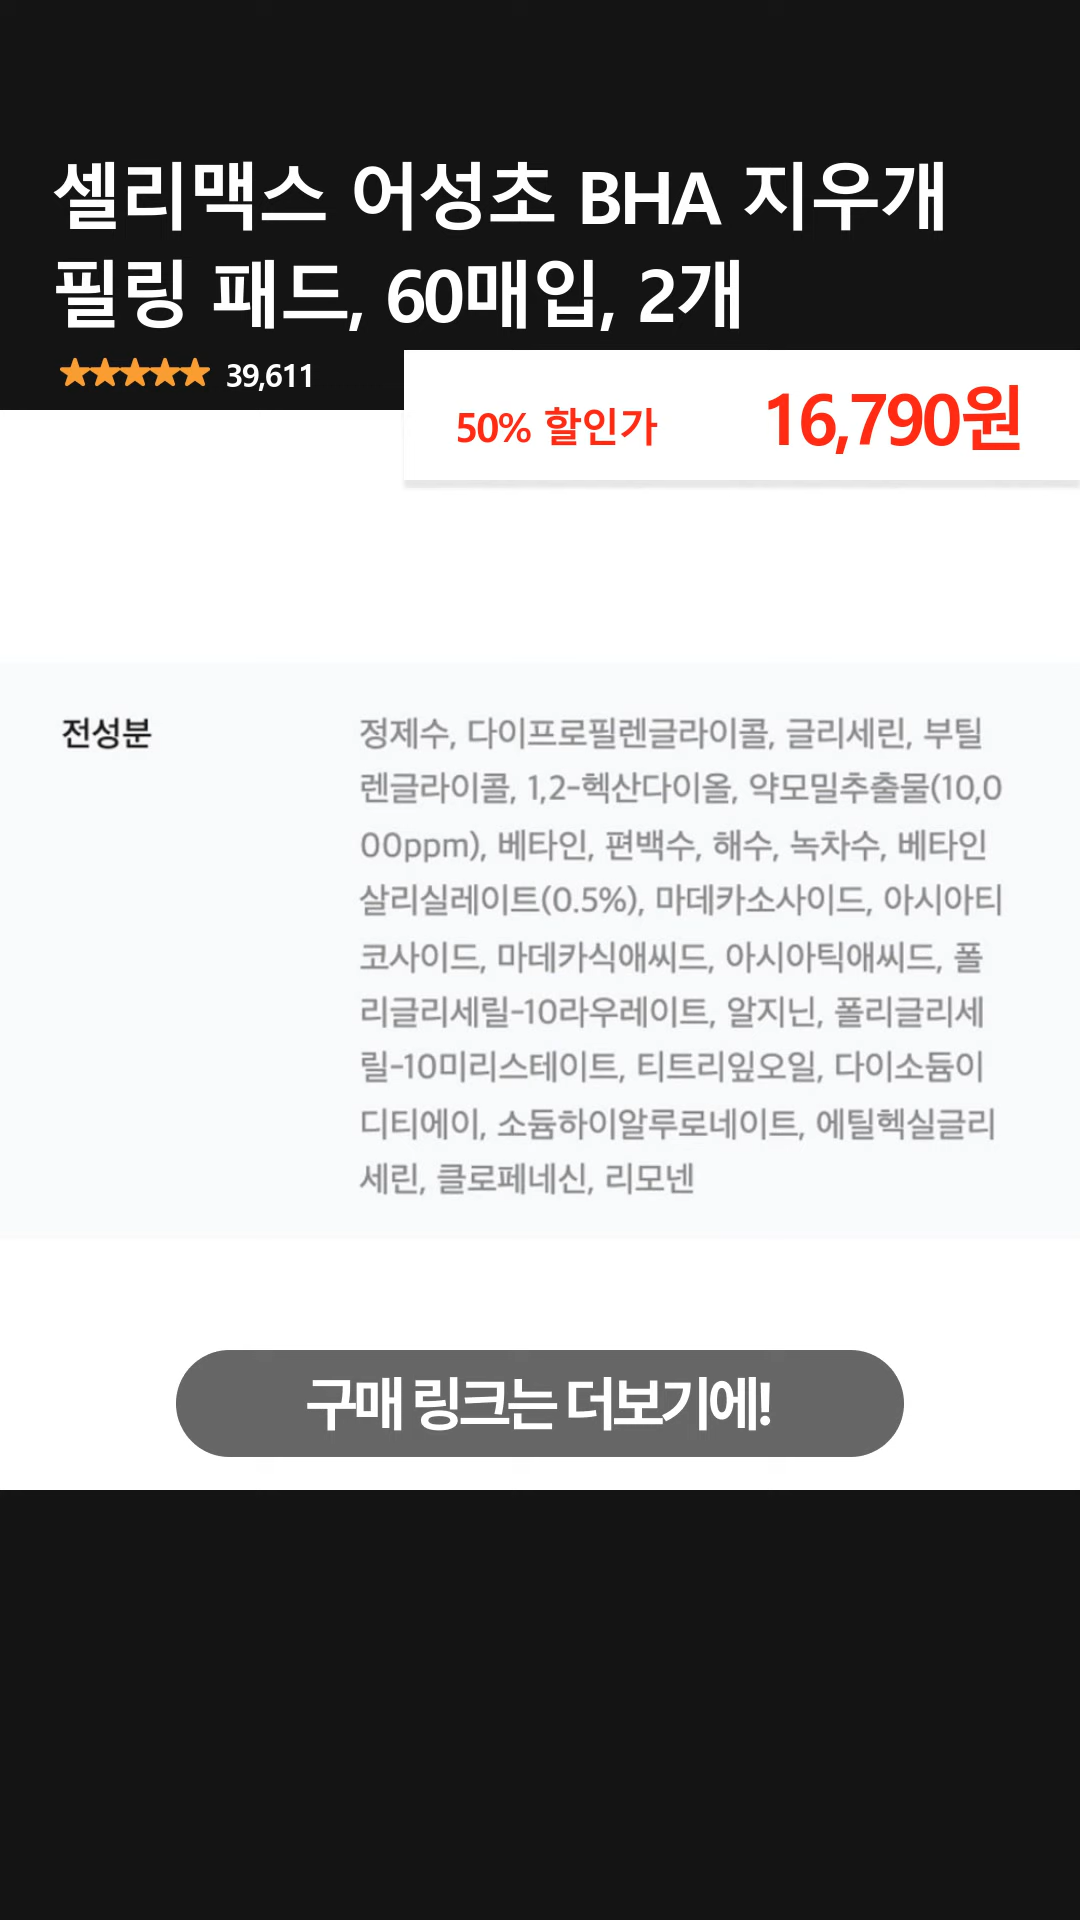 셀리맥스 어성초 BHA 지우개
필링 패드, 60매입, 2개
39,611
50% 할인가 16,790원
전성분
정제수, 다이프로필렌글라이콜, 글리세린, 부틸
렌글라이콜, 1,2-헥산다이올, 약모밀추출물(10,0
00ppm), 베타인, 편백수, 해수, 녹차수, 베타인
살리실레이트(0.5%), 마데카소사이드, 아시아티
코사이드, 마데카식애씨드, 아시아틱애씨드, 폴
리글리세릴-10라우레이트, 알지닌, 폴리글리세
릴-10미리스테이트, 티트리잎오일, 다이소듐이
디티에이, 소듐하이알루로네이트, 에틸헥실글리
세린, 클로페네신, 리모넨
구매 링크는 더보기에!